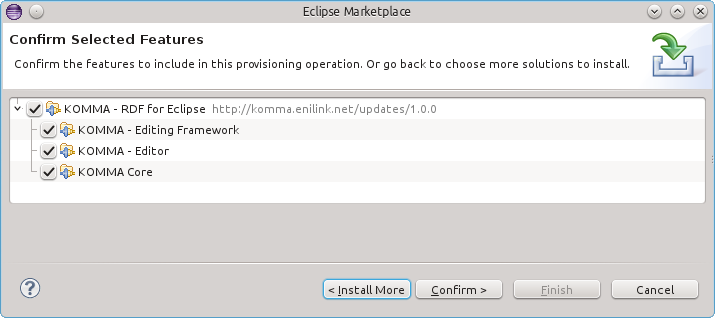 Eclipse Marketplace
Confirm Selected Features
Confirm the features to include in this provisioning operation. Or go back to choose more solutions to install.
KOMMA - RDF for Eclipse http://komma.enilink.net/updates/1.0.0
KOMMA - Editing Framework
KOMMA - Editor
KOMMA Core
?
< Install More
Confirm >
Finish
Cancel